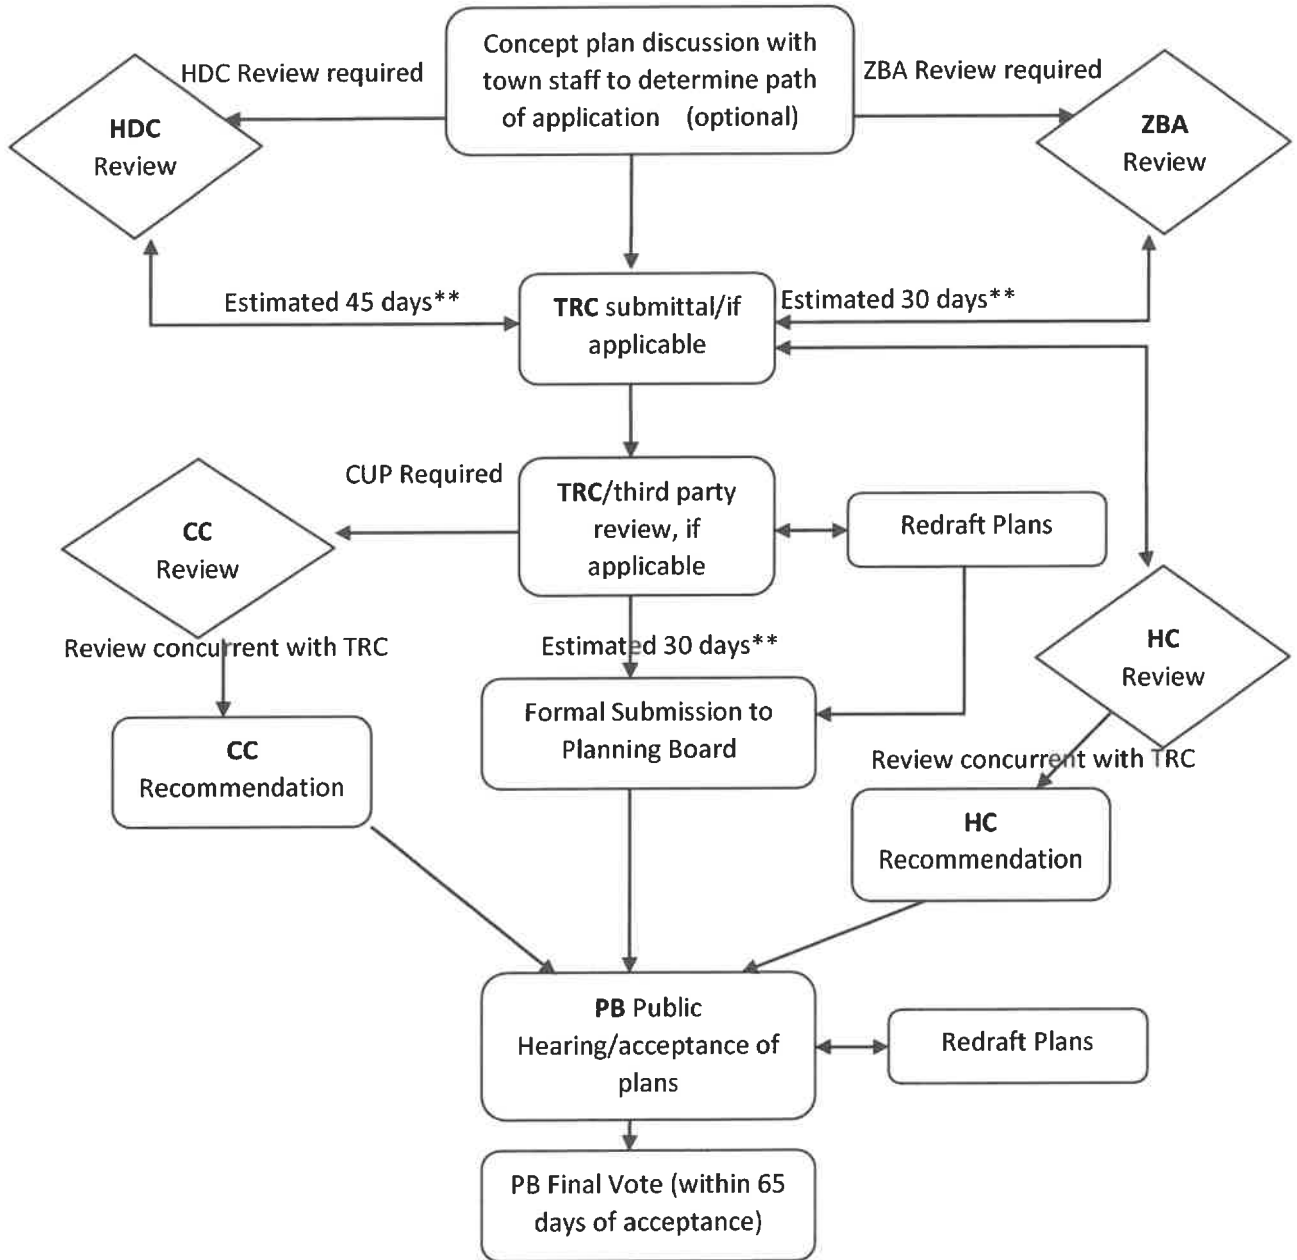 Concept plan discussion with
town staff to determine path
of application (optional)
HDC Review required
ZBA Review required
HDC
Review
ZBA
Review
Estimated 45 days**
Estimated 30 days**
TRC submittal/if
applicable
CUP Required
TRC/third party
review, if
applicable
Redraft Plans
CC
Review
Review concurrent with TRC
Estimated 30 days**
HC
Review
Formal Submission to
Planning Board
CC
Recommendation
Review concurrent with TRC
HC
Recommendation
PB Public
Hearing/acceptance of
plans
Redraft Plans
PB Final Vote (within 65
days of acceptance)